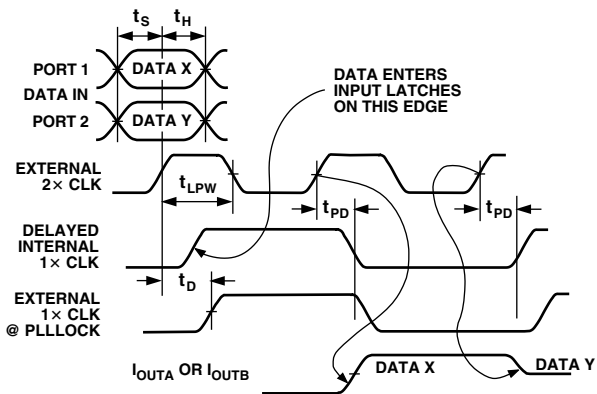 tS tH
PORT 1 DATA X
DATA IN
PORT 2 DATA Y
DATA ENTERS
INPUT LATCHES
ON THIS EDGE
EXTERNAL
2× CLK
tLPW
tPD
tPD
DELAYED
INTERNAL
1× CLK
tD
EXTERNAL
1× CLK
@ PLLLOCK
IOUTA OR IOUTB
DATA X
DATA Y